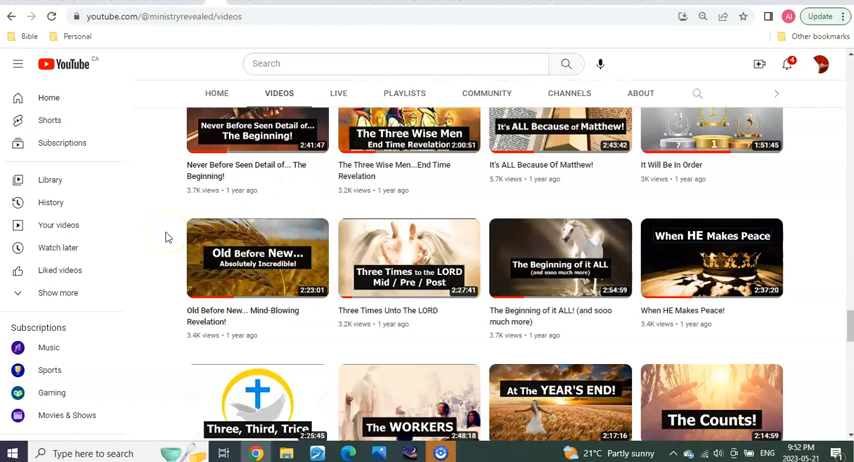 youtube.com/@ministryrevealed/videos
Update
Bible
Personal
Other bookmarks
YouTube CA
Search
4
HOME
VIDEOS
LIVE
PLAYLISTS
COMMUNITY
CHANNELS
ABOUT
Home
Shorts
Subscriptions
Library
History
Your videos
Watch later
Liked videos
Show more
Subscriptions
Music
Sports
Gaming
Movies & Shows
Never Before Seen Detail of...
The Beginning!
2:41:47
Never Before Seen Detail of... The
Beginning!
3.7K views • 1 year ago
The Three Wise Men
End Time Revelation
2:00:51
The Three Wise Men...End Time
Revelation
3.2K views • 1 year ago
It's ALL Because of Matthew!
2:43:42
It's ALL Because Of Matthew!
5.7K views • 1 year ago
1:51:45
It Will Be In Order
3K views • 1 year ago
Old Before New...
Absolutely Incredible!
2:23:01
Old Before New... Mind-Blowing
Revelation!
3.4K views • 1 year ago
Three Times to the LORD
Mid / Pre / Post
2:27:41
Three Times Unto The LORD
3.2K views • 1 year ago
The Beginning of it ALL
(and sooo much more)
2:54:59
The Beginning of it ALL! (and sooo
much more)
3.7K views • 1 year ago
When HE Makes Peace
2:37:20
When HE Makes Peace!
3.4K views • 1 year ago
Three, Third, Trice
2:25:45
The WORKERS
2:48:18
At The YEAR'S END!
2:17:16
The Counts!
2:14:59
Type here to search
21°C Partly sunny
ENG
9:52 PM
2023-05-21